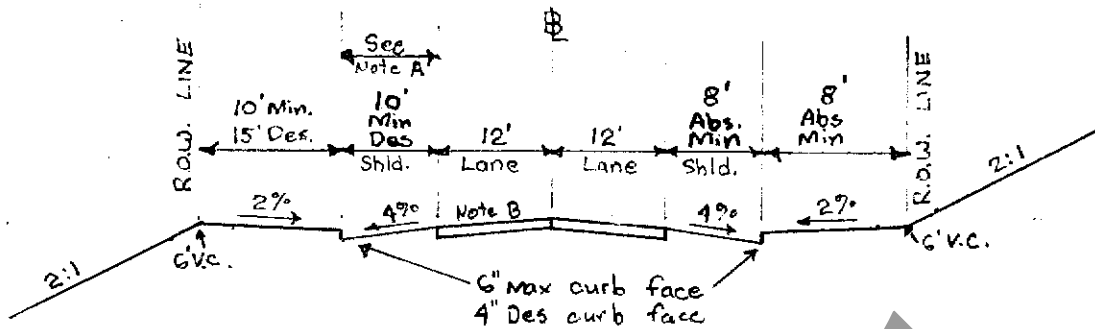 ℄
See
Note A
R.O.W. LINE
10' Min.
15' Des.
10'
Min
Des
Shld.
12'
Lane
12'
Lane
8'
Abs.
Min
Shld.
8'
Abs
Min
R.O.W. LINE
2:1
2%
4%
Note B
4%
2%
2:1
6'V.C.
6'V.C.
6" Max curb face
4" Des curb face